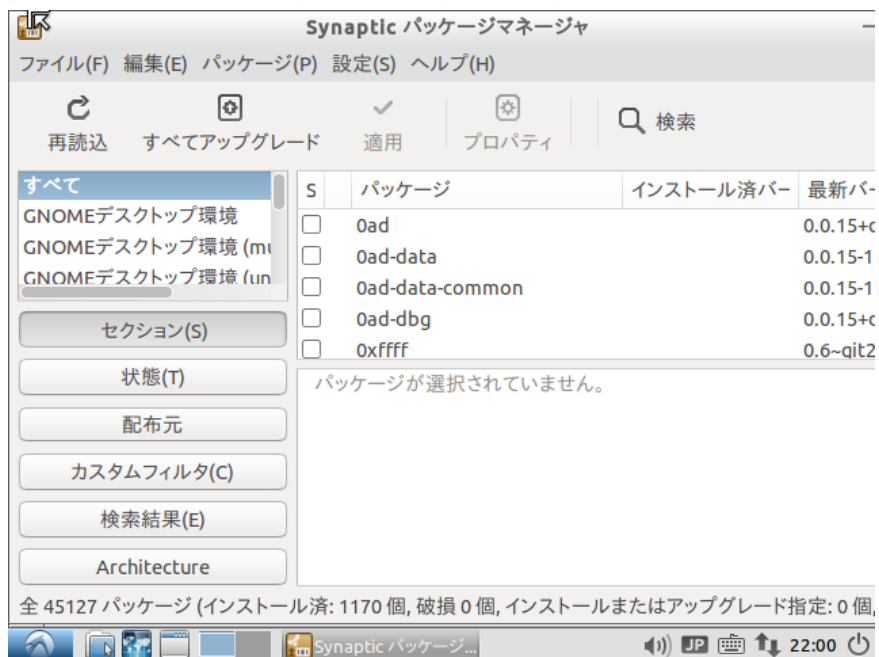 Synaptic パッケージマネージャ
ファイル(F) 編集(E) パッケージ(P) 設定(S) ヘルプ(H)
再読込 すべてアップグレード 適用 プロパティ 検索
すべて
GNOMEデスクトップ環境
GNOMEデスクトップ環境 (mu
GNOMEデスクトップ環境 (un
S パッケージ インストール済バー 最新バー
0ad 0.0.15+d
0ad-data 0.0.15-1
0ad-data-common 0.0.15-1
0ad-dbg 0.0.15+d
0xffff 0.6~git2
セクション(S)
状態(T)
配布元
カスタムフィルタ(C)
検索結果(E)
Architecture
パッケージが選択されていません。
全 45127 パッケージ (インストール済: 1170 個, 破損 0 個, インストールまたはアップグレード指定: 0 個,
Synaptic パッケージ... JP 22:00